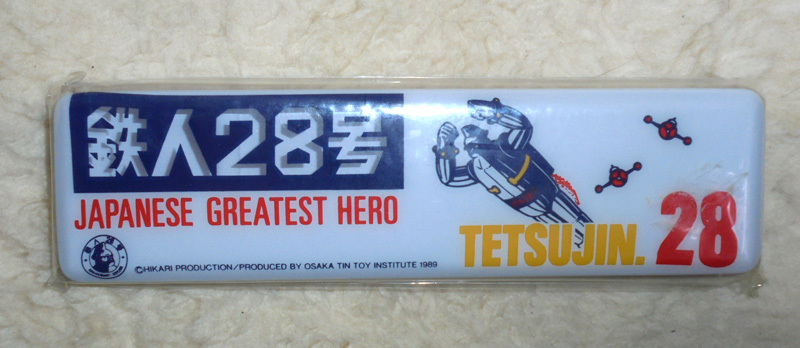 鉄人28号
JAPANESE GREATEST HERO
©HIKARI PRODUCTION/PRODUCED BY OSAKA TIN TOY INSTITUTE 1989
TETSUJIN. 28